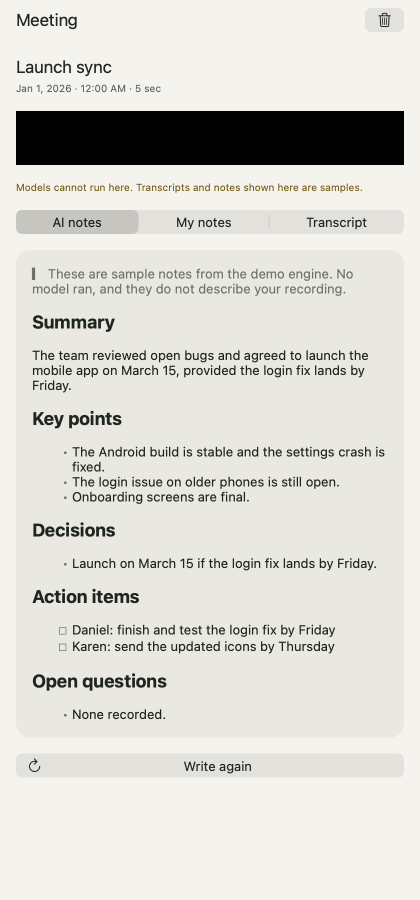 Meeting
Launch sync
Jan 1, 2026 · 12:00 AM · 5 sec
Models cannot run here. Transcripts and notes shown here are samples.
AI notes
My notes
Transcript
These are sample notes from the demo engine. No
model ran, and they do not describe your recording.
Summary
The team reviewed open bugs and agreed to launch the
mobile app on March 15, provided the login fix lands by
Friday.
Key points
• The Android build is stable and the settings crash is
fixed.
• The login issue on older phones is still open.
• Onboarding screens are final.
Decisions
• Launch on March 15 if the login fix lands by Friday.
Action items
☐ Daniel: finish and test the login fix by Friday
☐ Karen: send the updated icons by Thursday
Open questions
• None recorded.
Write again